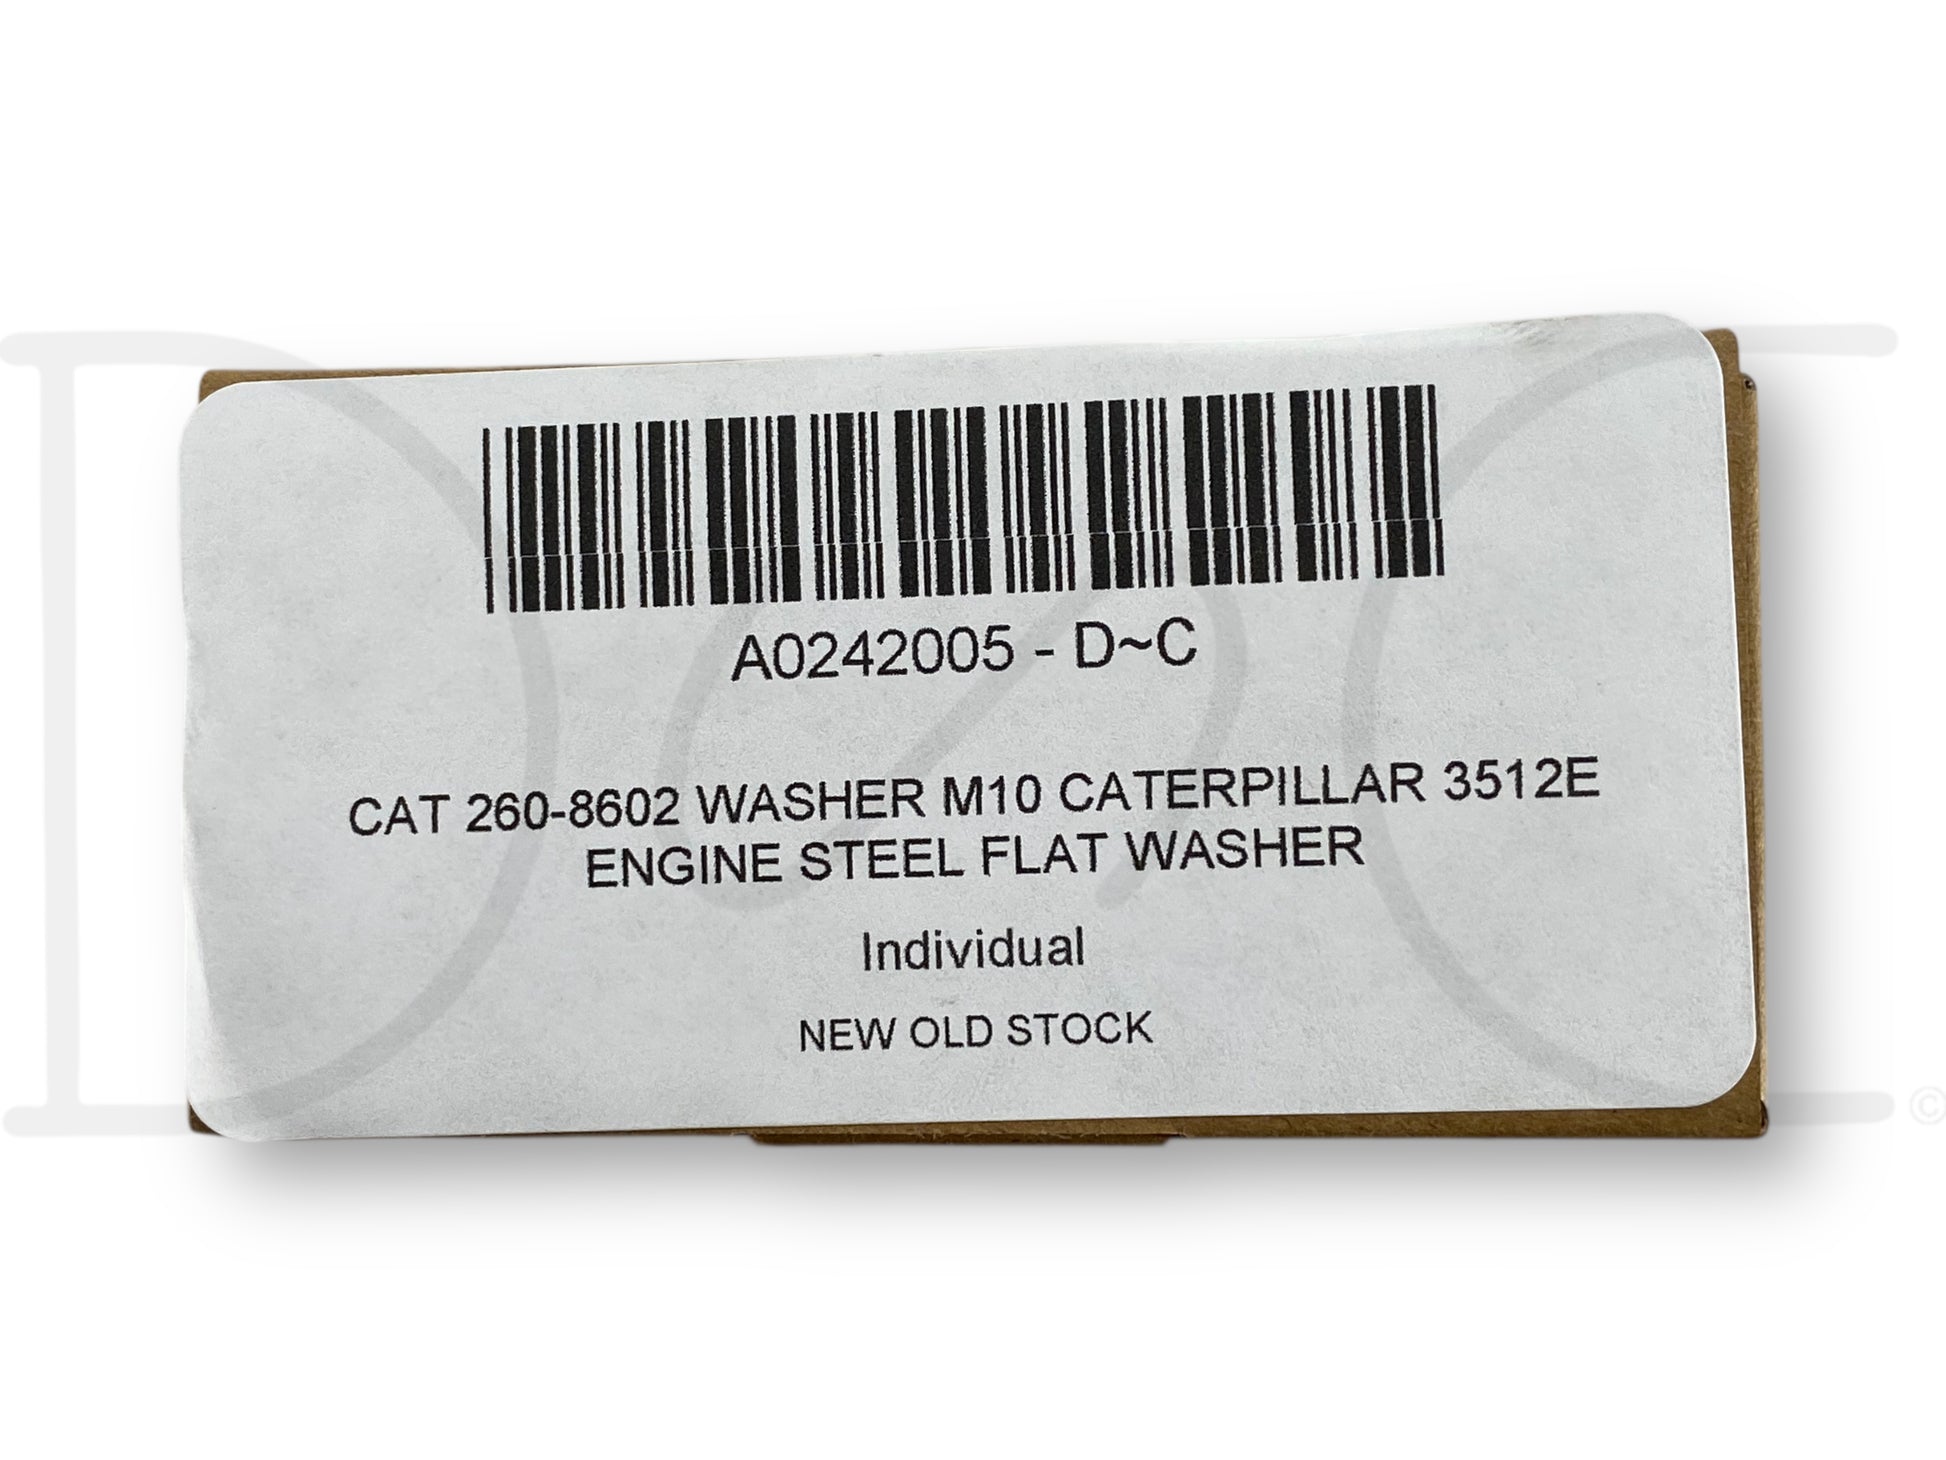 A0242005 - D~C
CAT 260-8602 WASHER M10 CATERPILLAR 3512E
ENGINE STEEL FLAT WASHER
Individual
NEW OLD STOCK
D~C
©